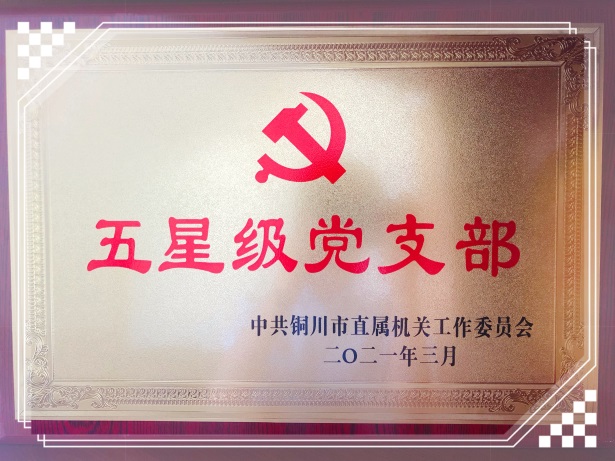 五星级党支部
中共铜川市直属机关工作委员会
二〇二一年三月